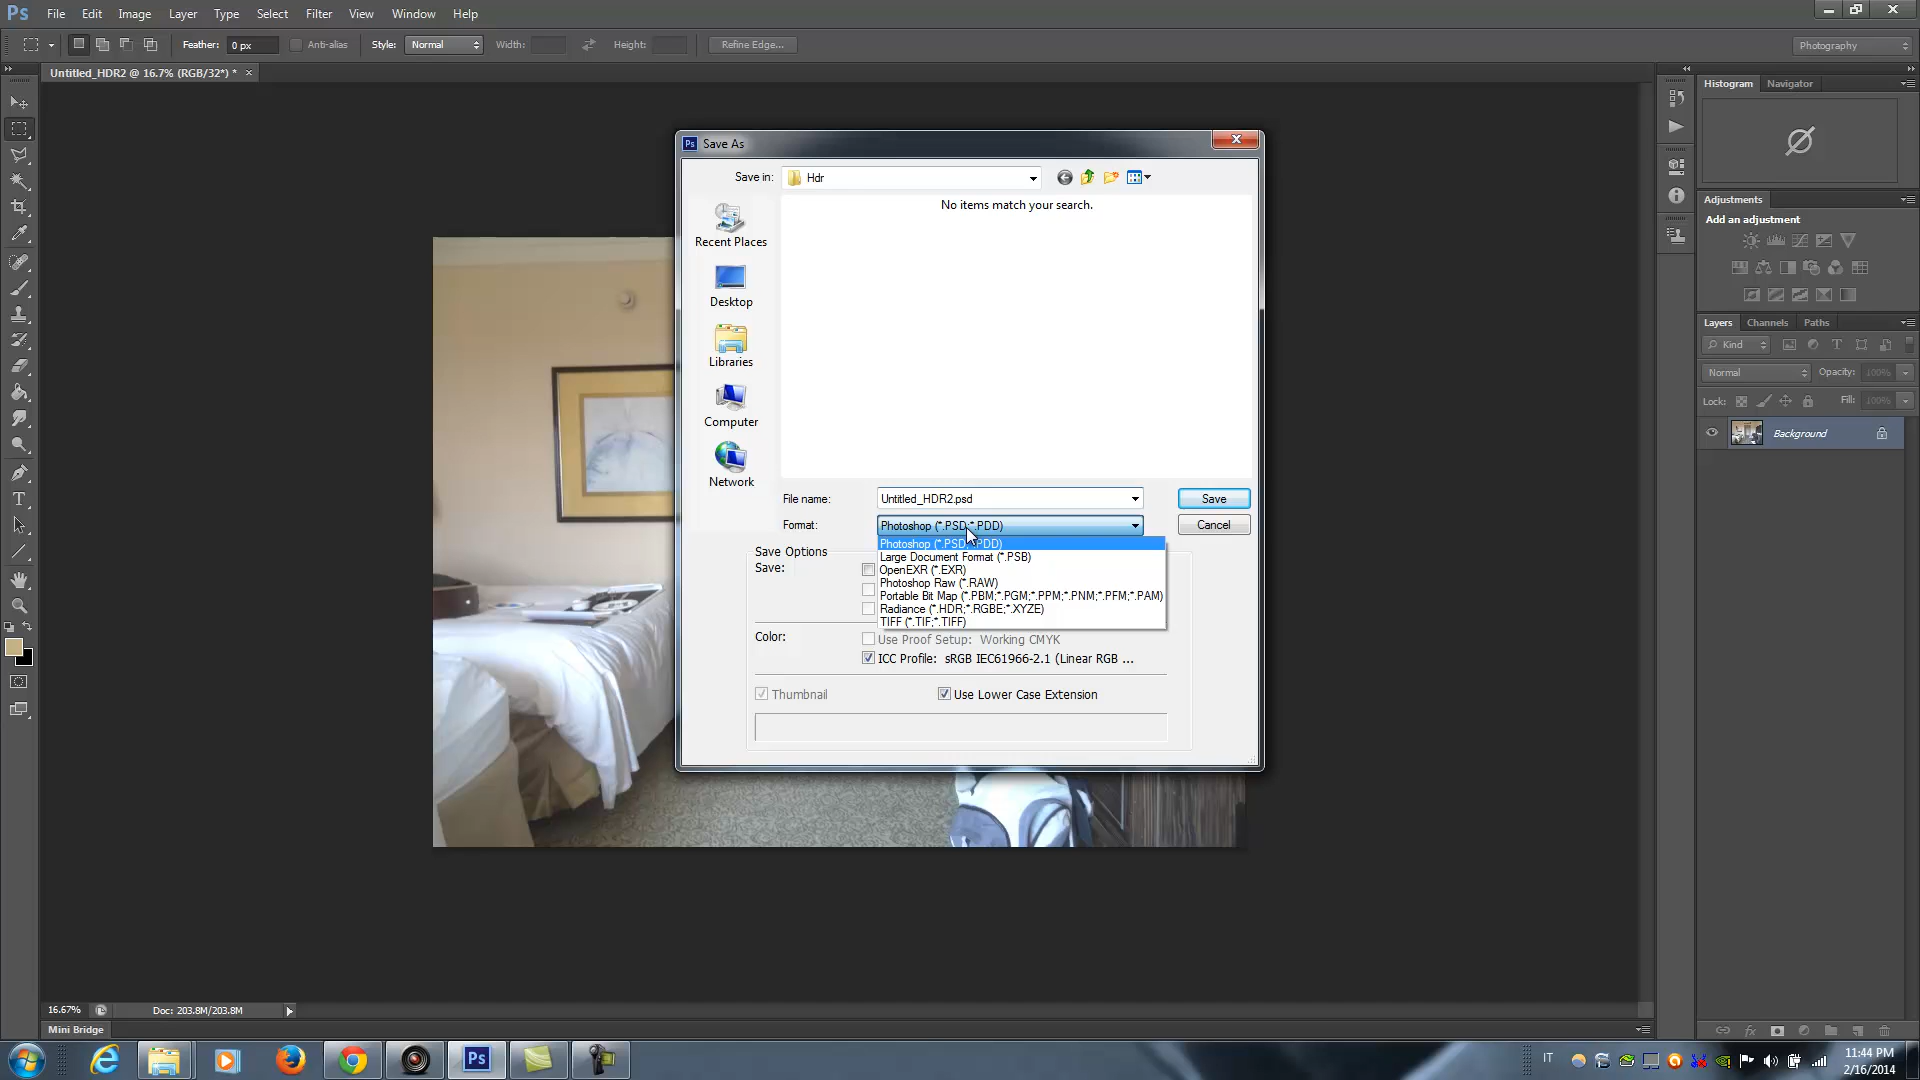 Ps File Edit Image Layer Type Select Filter View Window Help
Feather: 0 px Anti-alias Style: Normal Width: Height: Refine Edge... Photography
Untitled_HDR2 @ 16.7% (RGB/32*) * ×
Histogram Navigator
Ps Save As
Save in: Hdr
No items match your search.
Recent Places
Desktop
Libraries
Computer
Network
File name: Untitled_HDR2.psd Save
Format: Photoshop (*.PSD;*.PDD) Cancel
Photoshop (*.PSD;*.PDD)
Large Document Format (*.PSB)
OpenEXR (*.EXR)
Photoshop Raw (*.RAW)
Portable Bit Map (*.PBM;*.PGM;*.PPM;*.PNM;*.PFM;*.PAM)
Radiance (*.HDR;*.RGBE;*.XYZE)
TIFF (*.TIF;*.TIFF)
Save Options
Save:
Color: Use Proof Setup: Working CMYK
ICC Profile: sRGB IEC61966-2.1 (Linear RGB ...
Thumbnail Use Lower Case Extension
Adjustments
Add an adjustment
Layers Channels Paths
Kind
Normal Opacity: 100%
Lock: Fill: 100%
Background
16.67% Doc: 203.8M/203.8M
Mini Bridge
Ps IT 11:44 PM
2/16/2014